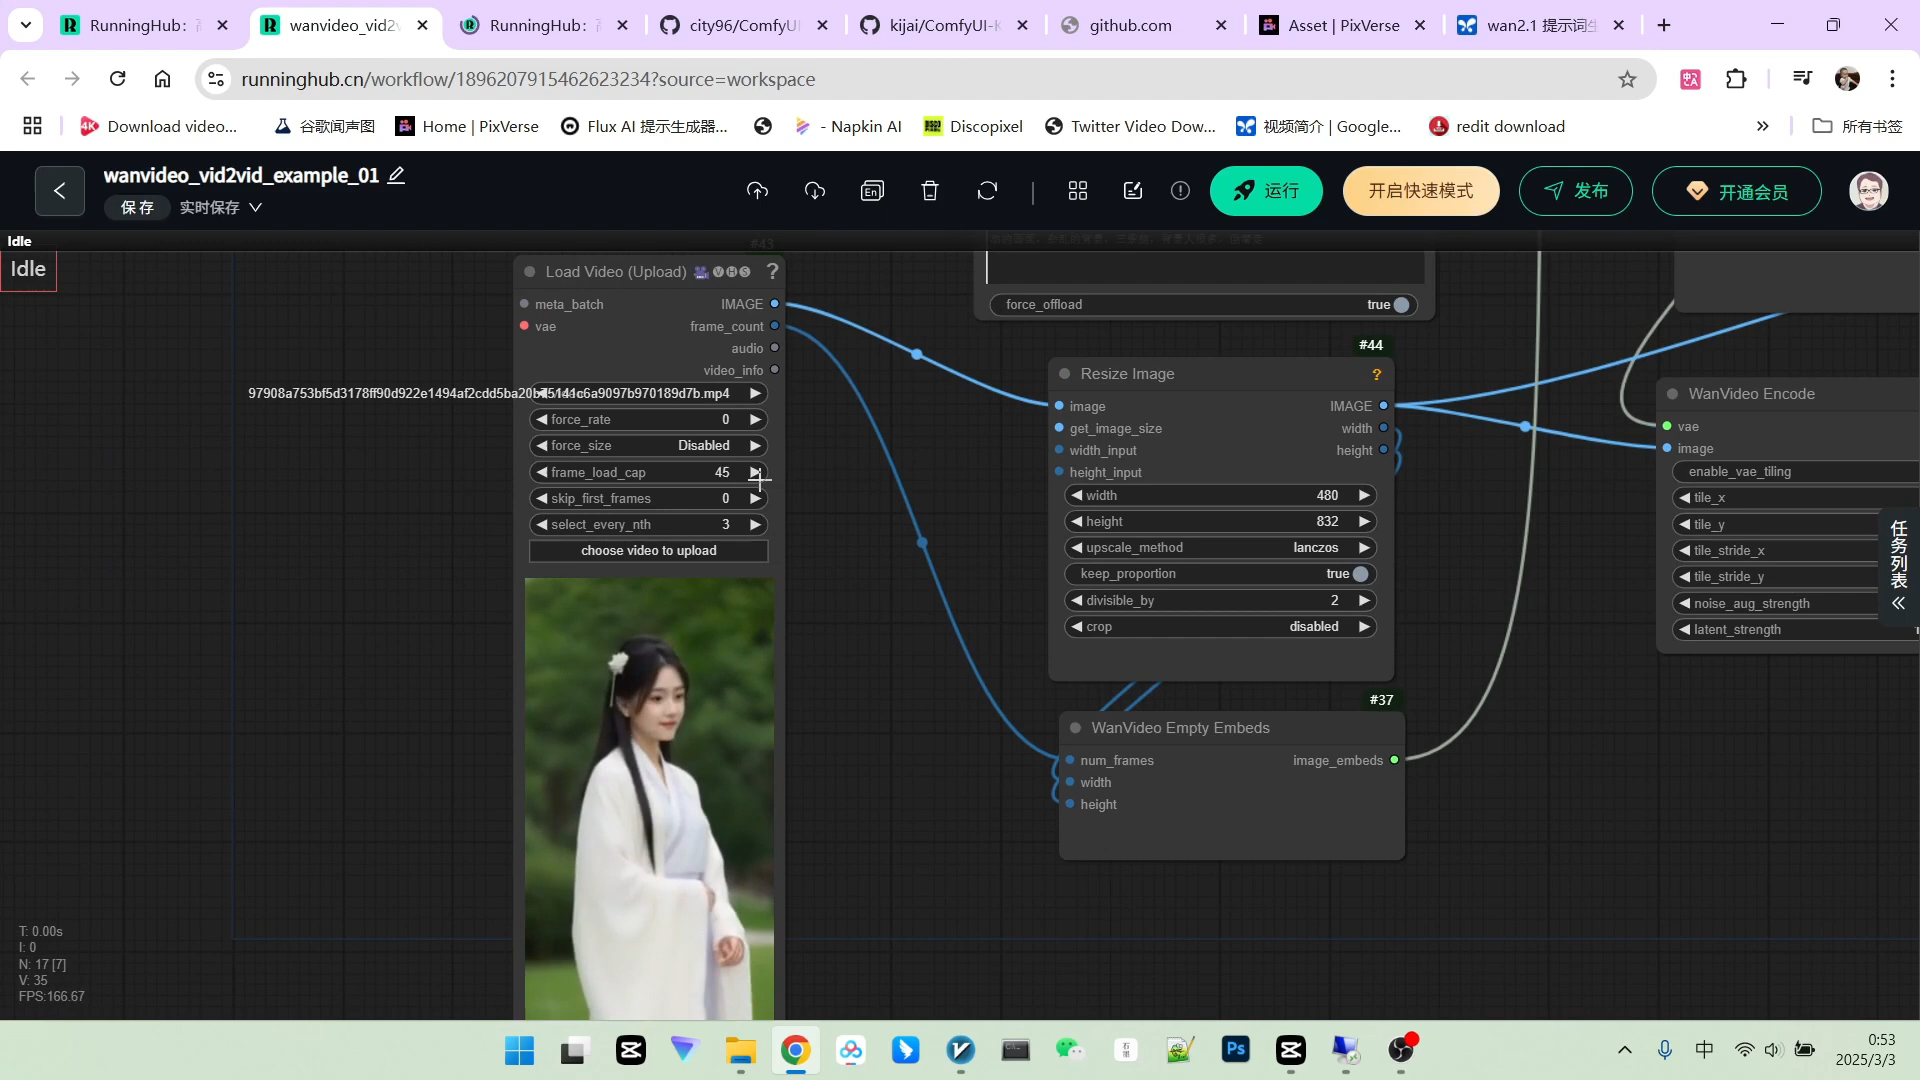 RunningHub:
wanvideo_vid2v
RunningHub:
city96/ComfyUI
kijai/ComfyUI-K
github.com
Asset | PixVerse
wan2.1 提示词生
runninghub.cn/workflow/1896207915462623234?source=workspace
Download video...
谷歌闻声图
Home | PixVerse
Flux AI 提示生成器...
- Napkin AI
Discopixel
Twitter Video Dow...
视频简介 | Google...
redit download
所有书签
wanvideo_vid2vid_example_01
保存
实时保存
En
运行
开启快速模式
发布
开通会员
Idle
Idle
#43
Load Video (Upload)
VHS
?
meta_batch
IMAGE
vae
frame_count
audio
video_info
97908a753bf5d3178ff90d922e1494af2cdd5ba20b75141c6a9097b970189d7b.mp4
force_rate
0
force_size
Disabled
frame_load_cap
45
skip_first_frames
0
select_every_nth
3
choose video to upload
force_offload
true
#44
Resize Image
?
image
IMAGE
get_image_size
width
width_input
height
height_input
width
480
height
832
upscale_method
lanczos
keep_proportion
true
divisible_by
2
crop
disabled
#37
WanVideo Empty Embeds
num_frames
image_embeds
width
height
WanVideo Encode
vae
image
enable_vae_tiling
tile_x
tile_y
tile_stride_x
tile_stride_y
noise_aug_strength
latent_strength
任务列表
T: 0.00s
I: 0
N: 17 [7]
V: 35
FPS:166.67
Ps
中
0:53
2025/3/3